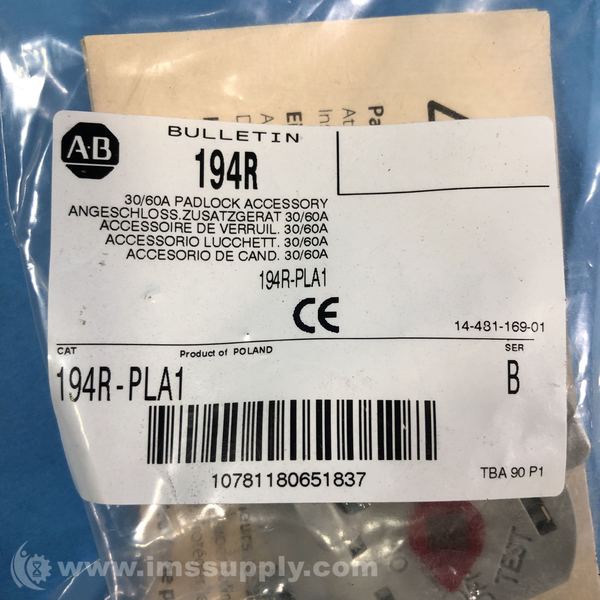 A-B
BULLETIN
194R
30/60A PADLOCK ACCESSORY
ANGESCHLOSS.ZUSATZGERAT 30/60A
ACCESSOIRE DE VERRUIL. 30/60A
ACCESSORIO LUCCHETT. 30/60A
ACCESORIO DE CAND. 30/60A
194R-PLA1
CE
14-481-169-01
CAT
Product of POLAND
SER
194R-PLA1
B
10781180651837
TBA 90 P1
TEST
www.imssupply.com